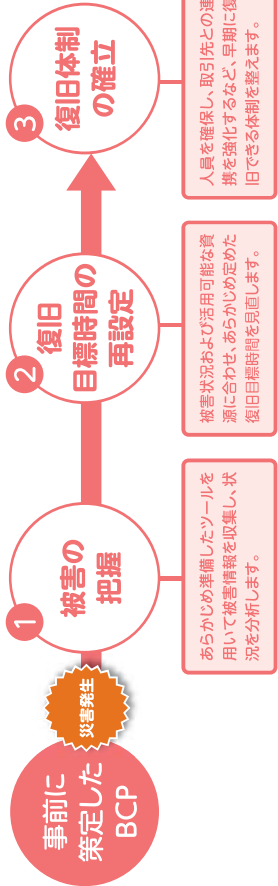 事前に
策定した
BCP
災害発生
1
被害の
把握
あらかじめ準備したツールを
用いて被害情報を収集し、状
況を分析します。
2
復旧
目標時間の
再設定
被害状況および活用可能な資
源に合わせ、あらかじめ定めた
復旧目標時間を見直します。
3
復旧体制
の確立
人員を確保し、取引先との連
携を強化するなど、早期に復
旧できる体制を整えます。